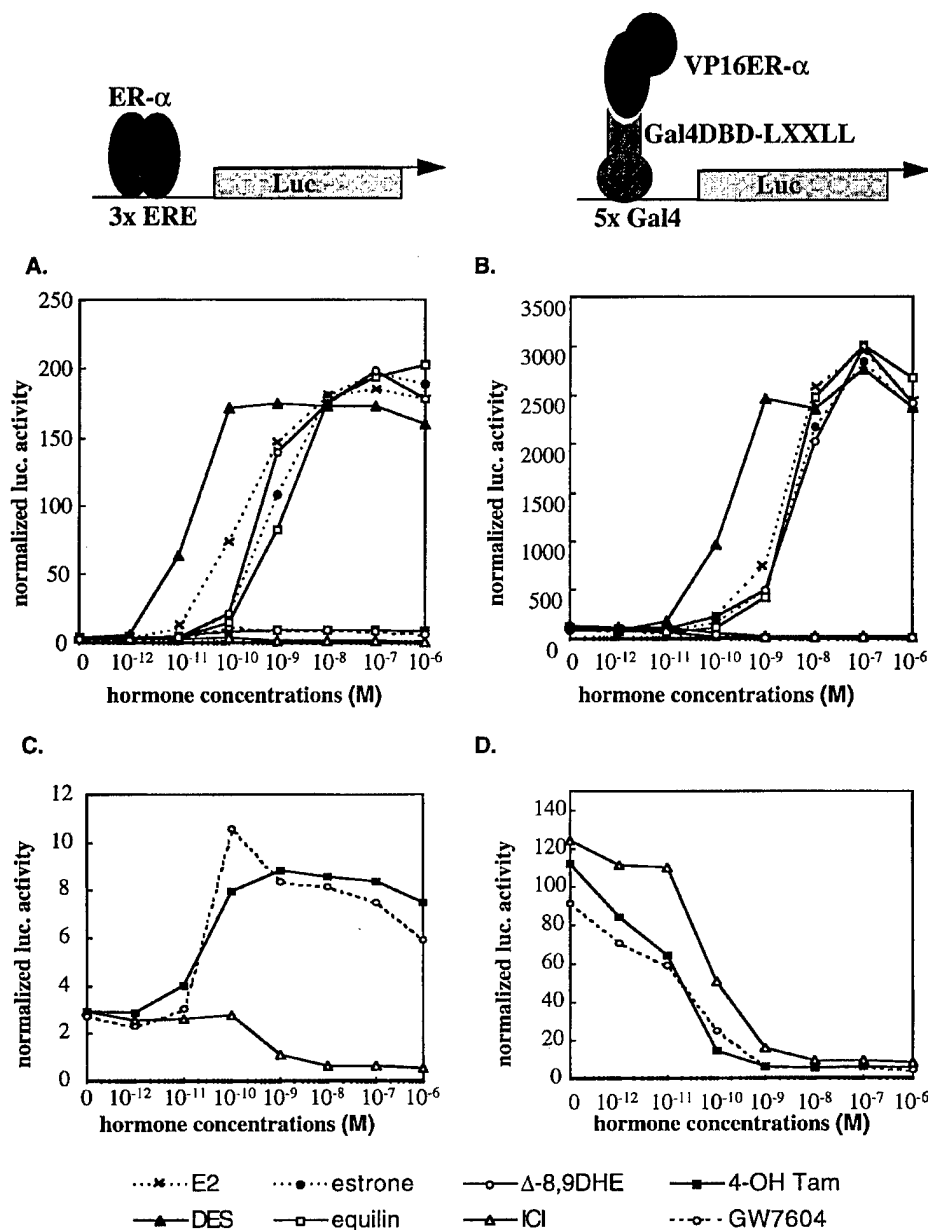 ER-α
3x ERE
Luc
VP16ER-α
Gal4DBD-LXXLL
5x Gal4
Luc
A.
normalized luc. activity
250
200
150
100
50
0
0 10-12 10-11 10-10 10-9 10-8 10-7 10-6
hormone concentrations (M)
B.
normalized luc. activity
3500
3000
2500
2000
1500
1000
500
0
0 10-12 10-11 10-10 10-9 10-8 10-7 10-6
hormone concentrations (M)
C.
normalized luc. activity
12
10
8
6
4
2
0
0 10-12 10-11 10-10 10-9 10-8 10-7 10-6
hormone concentrations (M)
D.
normalized luc. activity
140
120
100
80
60
40
20
0
0 10-12 10-11 10-10 10-9 10-8 10-7 10-6
hormone concentrations (M)
E2 estrone Δ-8,9DHE 4-OH Tam
DES equilin ICI GW7604